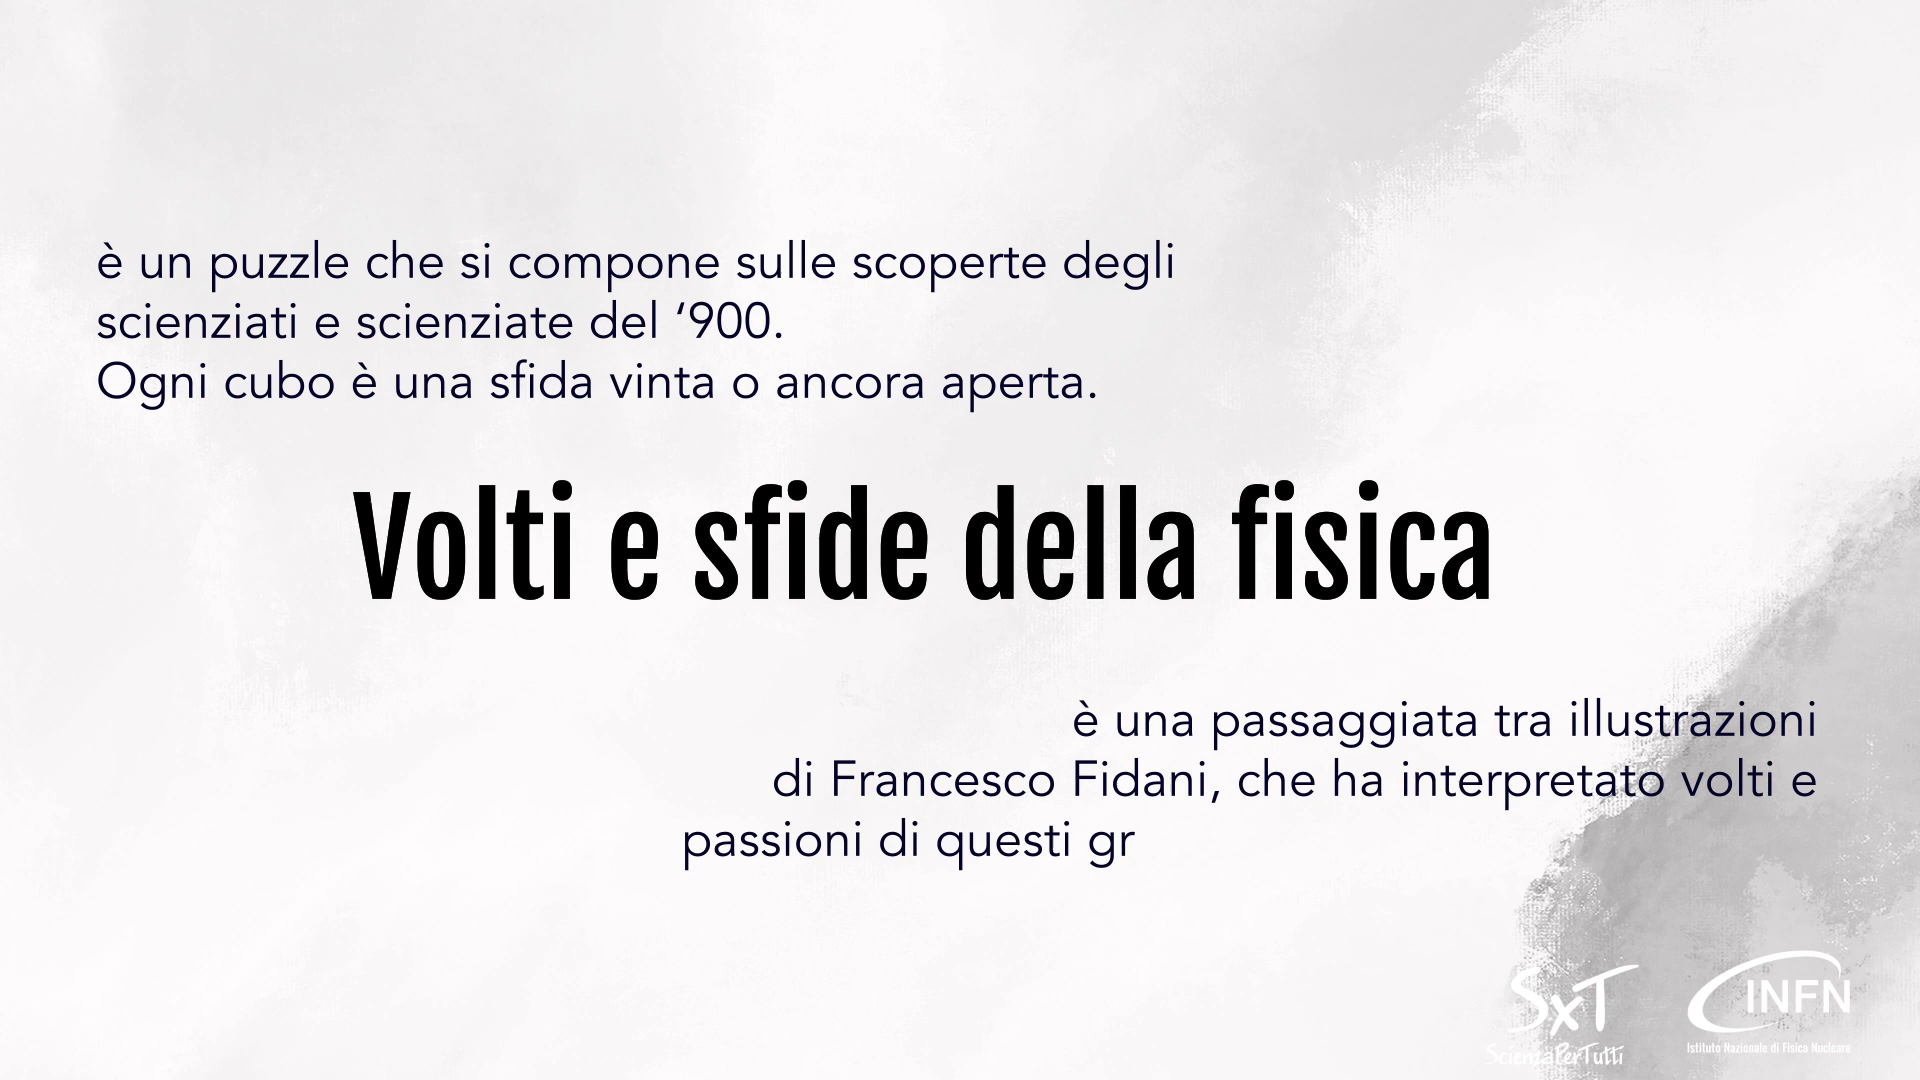 è un puzzle che si compone sulle scoperte degli
scienziati e scienziate del ‘900.
Ogni cubo è una sfida vinta o ancora aperta.
Volti e sfide della fisica
è una passaggiata tra illustrazioni
di Francesco Fidani, che ha interpretato volti e
passioni di questi gr
SxT
ScienzaPerTutti
INFN
Istituto Nazionale di Fisica Nucleare